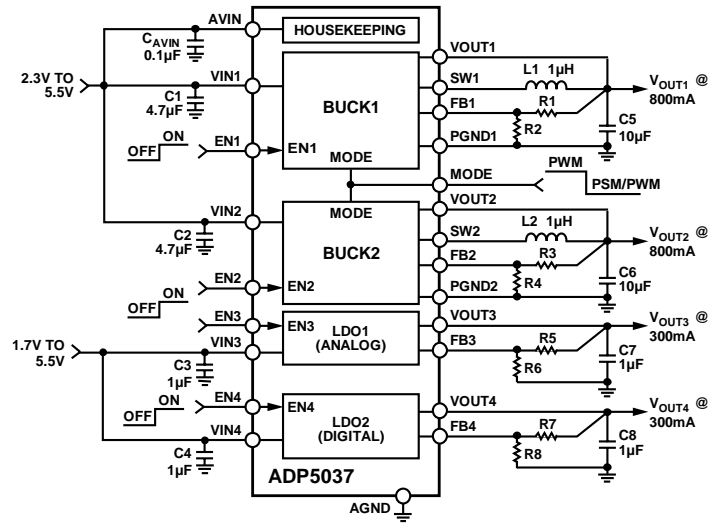 AVIN
HOUSEKEEPING
C_AVIN
0.1µF
VOUT1
2.3V TO
5.5V
VIN1
C1
4.7µF
BUCK1
SW1
L1 1µH
V_OUT1 @
800mA
FB1
R1
R2
C5
10µF
OFF
ON
EN1
EN1
PGND1
MODE
MODE
PWM
PSM/PWM
MODE
VOUT2
VIN2
C2
4.7µF
BUCK2
SW2
L2 1µH
V_OUT2 @
800mA
FB2
R3
R4
C6
10µF
OFF
ON
EN2
EN2
PGND2
EN3
EN3
LDO1
(ANALOG)
VOUT3
V_OUT3 @
300mA
1.7V TO
5.5V
VIN3
FB3
R5
R6
C3
1µF
C7
1µF
OFF
ON
EN4
EN4
LDO2
(DIGITAL)
VOUT4
V_OUT4 @
300mA
VIN4
FB4
R7
R8
C4
1µF
C8
1µF
ADP5037
AGND